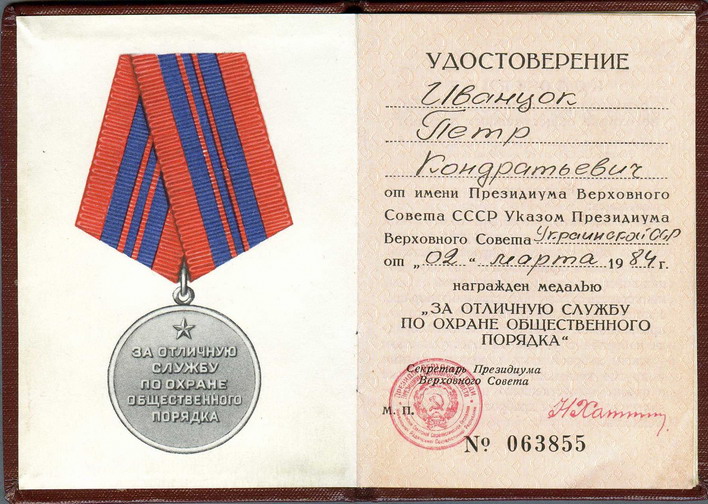 ЗА ОТЛИЧНУЮ
СЛУЖБУ
ПО ОХРАНЕ
ОБЩЕСТВЕННОГО
ПОРЯДКА
УДОСТОВЕРЕНИЕ
Иванцок
Петр
Кондратьевич
от имени Президиума Верховного
Совета СССР Указом Президиума
Верховного Совета Украинской ССР
от „02“ марта 1984 г.
награжден медалью
„ЗА ОТЛИЧНУЮ СЛУЖБУ
ПО ОХРАНЕ ОБЩЕСТВЕННОГО
ПОРЯДКА“
Секретарь Президиума
Верховного Совета
М. П.
№ 063855